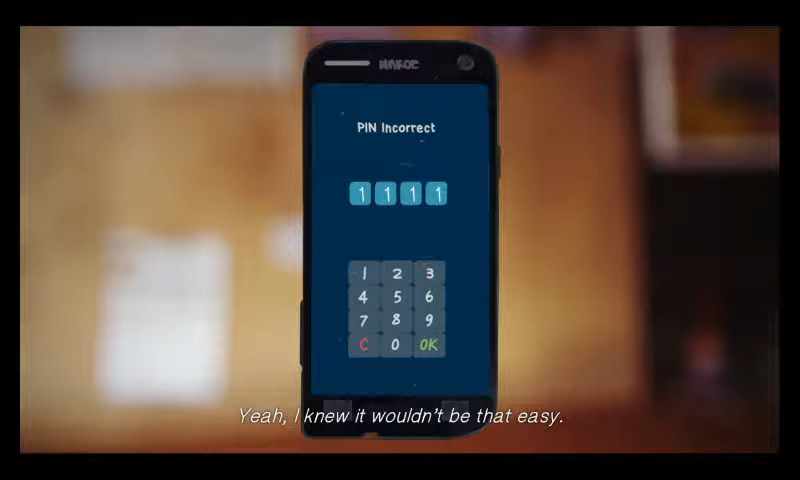 PIN Incorrect
1 1 1 1
1 2 3
4 5 6
7 8 9
C 0 OK
Yeah, I knew it wouldn't be that easy.